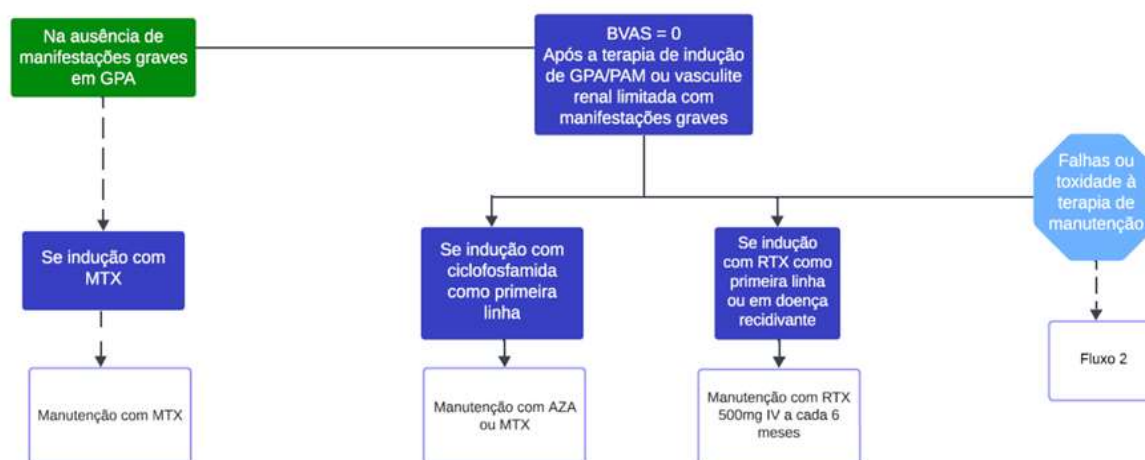 Na ausência de
manifestações graves
em GPA
BVAS = 0
Após a terapia de indução
de GPA/PAM ou vasculite
renal limitada com
manifestações graves
Falhas ou
toxidade à
terapia de
manutenção
Se indução com
MTX
Se indução com
ciclofosfamida
como primeira
linha
Se indução
com RTX como
primeira linha
ou em doença
recidivante
Fluxo 2
Manutenção com MTX
Manutenção com AZA
ou MTX
Manutenção com RTX
500mg IV a cada 6
meses